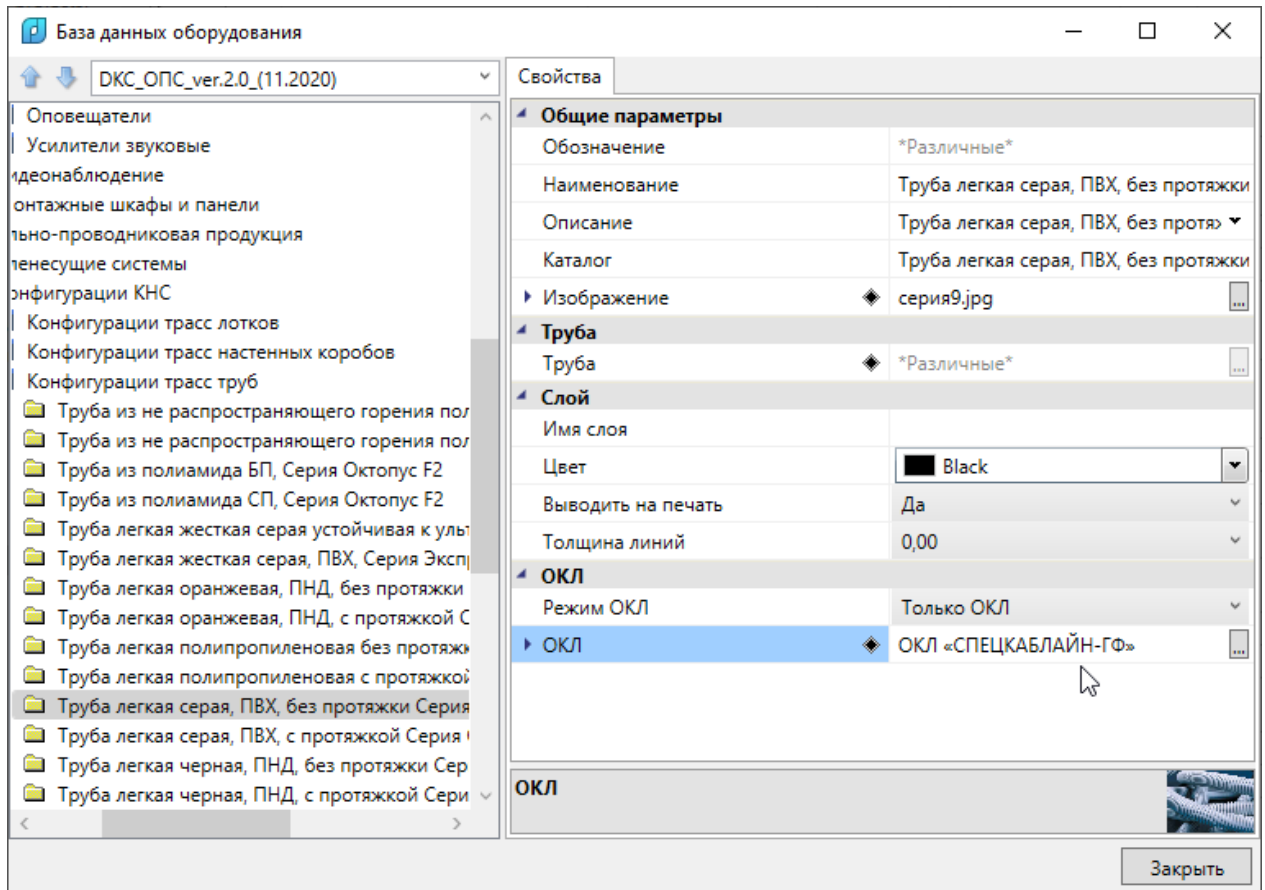 База данных оборудования
DКС_ОПС_ver.2.0_(11.2020)
Оповещатели
Усилители звуковые
идеонаблюдение
онтажные шкафы и панели
льно-проводниковая продукция
ленесущие системы
онфигурации КНС
Конфигурации трасс лотков
Конфигурации трасс настенных коробов
Конфигурации трасс труб
Труба из не распространяющего горения пол
Труба из не распространяющего горения пол
Труба из полиамида БП, Серия Октопус F2
Труба из полиамида СП, Серия Октопус F2
Труба легкая жесткая серая устойчивая культ
Труба легкая жесткая серая, ПВХ, Серия Экспр
Труба легкая оранжевая, ПНД, без протяжки
Труба легкая оранжевая, ПНД, с протяжкой С
Труба легкая полипропиленовая без протяжк
Труба легкая полипропиленовая с протяжкой
Труба легкая серая, ПВХ, без протяжки Серия
Труба легкая серая, ПВХ, с протяжкой Серия
Труба легкая черная, ПНД, без протяжки Сер
Труба легкая черная, ПНД, с протяжкой Сери
Свойства
Общие параметры
Обозначение *Различные*
Наименование Труба легкая серая, ПВХ, без протяжки
Описание Труба легкая серая, ПВХ, без протя
Каталог Труба легкая серая, ПВХ, без протяжки
Изображение серия9.jpg ...
Труба
Труба *Различные* ...
Слой
Имя слоя
Цвет Black
Выводить на печать Да
Толщина линий 0,00
ОКЛ
Режим ОКЛ Только ОКЛ
ОКЛ ОКЛ «СПЕЦКАБЛАЙН-ГФ» ...
ОКЛ
Закрыть